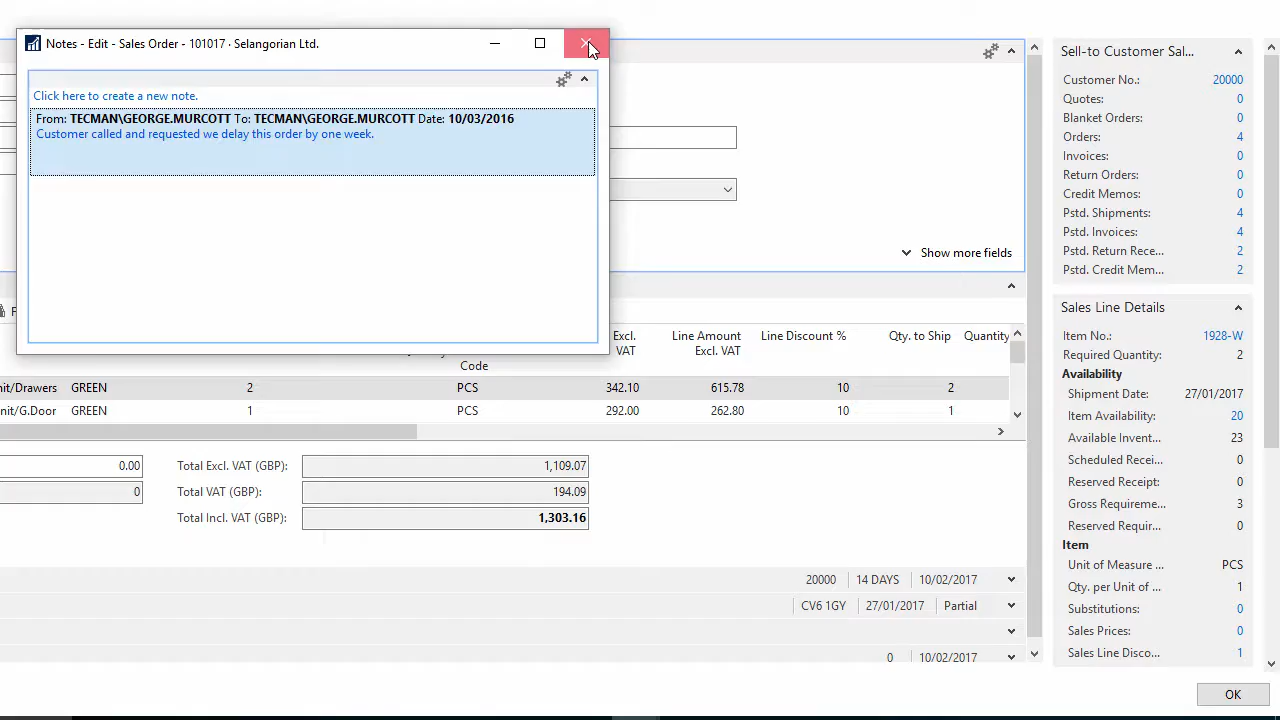 Notes - Edit - Sales Order - 101017 · Selangorian Ltd.
Click here to create a new note.
From: TECMAN\GEORGE.MURCOTT To: TECMAN\GEORGE.MURCOTT Date: 10/03/2016
Customer called and requested we delay this order by one week.
Show more fields
Excl. VAT
Line Amount Excl. VAT
Line Discount %
Qty. to Ship
Quantity
Code
nit/Drawers GREEN 2 PCS 342.10 615.78 10 2
nit/G.Door GREEN 1 PCS 292.00 262.80 10 1
0.00 Total Excl. VAT (GBP): 1,109.07
0 Total VAT (GBP): 194.09
Total Incl. VAT (GBP): 1,303.16
20000 14 DAYS 10/02/2017
CV6 1GY 27/01/2017 Partial
0 10/02/2017
Sell-to Customer Sal...
Customer No.: 20000
Quotes: 0
Blanket Orders: 0
Orders: 4
Invoices: 0
Return Orders: 0
Credit Memos: 0
Pstd. Shipments: 4
Pstd. Invoices: 4
Pstd. Return Rece... 2
Pstd. Credit Mem... 2
Sales Line Details
Item No.: 1928-W
Required Quantity: 2
Availability
Shipment Date: 27/01/2017
Item Availability: 20
Available Invent... 23
Scheduled Recei... 0
Reserved Receipt: 0
Gross Requireme... 3
Reserved Requir... 0
Item
Unit of Measure ... PCS
Qty. per Unit of ... 1
Substitutions: 0
Sales Prices: 0
Sales Line Disco... 1
OK